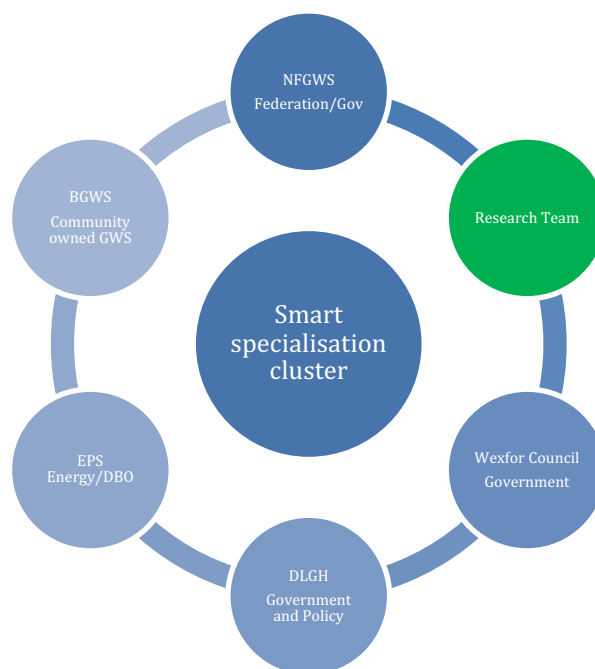 NFGWS
Federation/Gov
Research Team
Wexfor Council
Government
DLGH
Government
and Policy
EPS
Energy/DBO
BGWS
Community
owned GWS
Smart
specialisation
cluster